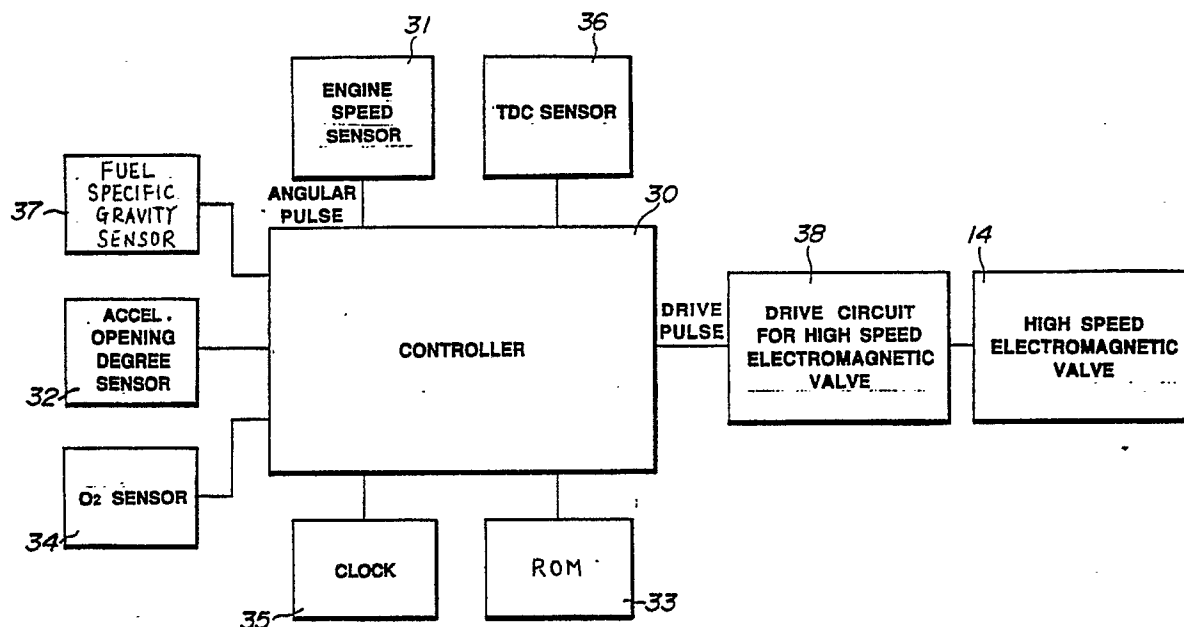 31
36
ENGINE
SPEED
SENSOR
TDC SENSOR
FUEL
SPECIFIC
GRAVITY
SENSOR
37
ANGULAR
PULSE
30
38
14
ACCEL.
OPENING
DEGREE
SENSOR
32
CONTROLLER
DRIVE
PULSE
DRIVE CIRCUIT
FOR HIGH SPEED
ELECTROMAGNETIC
VALVE
HIGH SPEED
ELECTROMAGNETIC
VALVE
O2 SENSOR
34
CLOCK
35
ROM
33